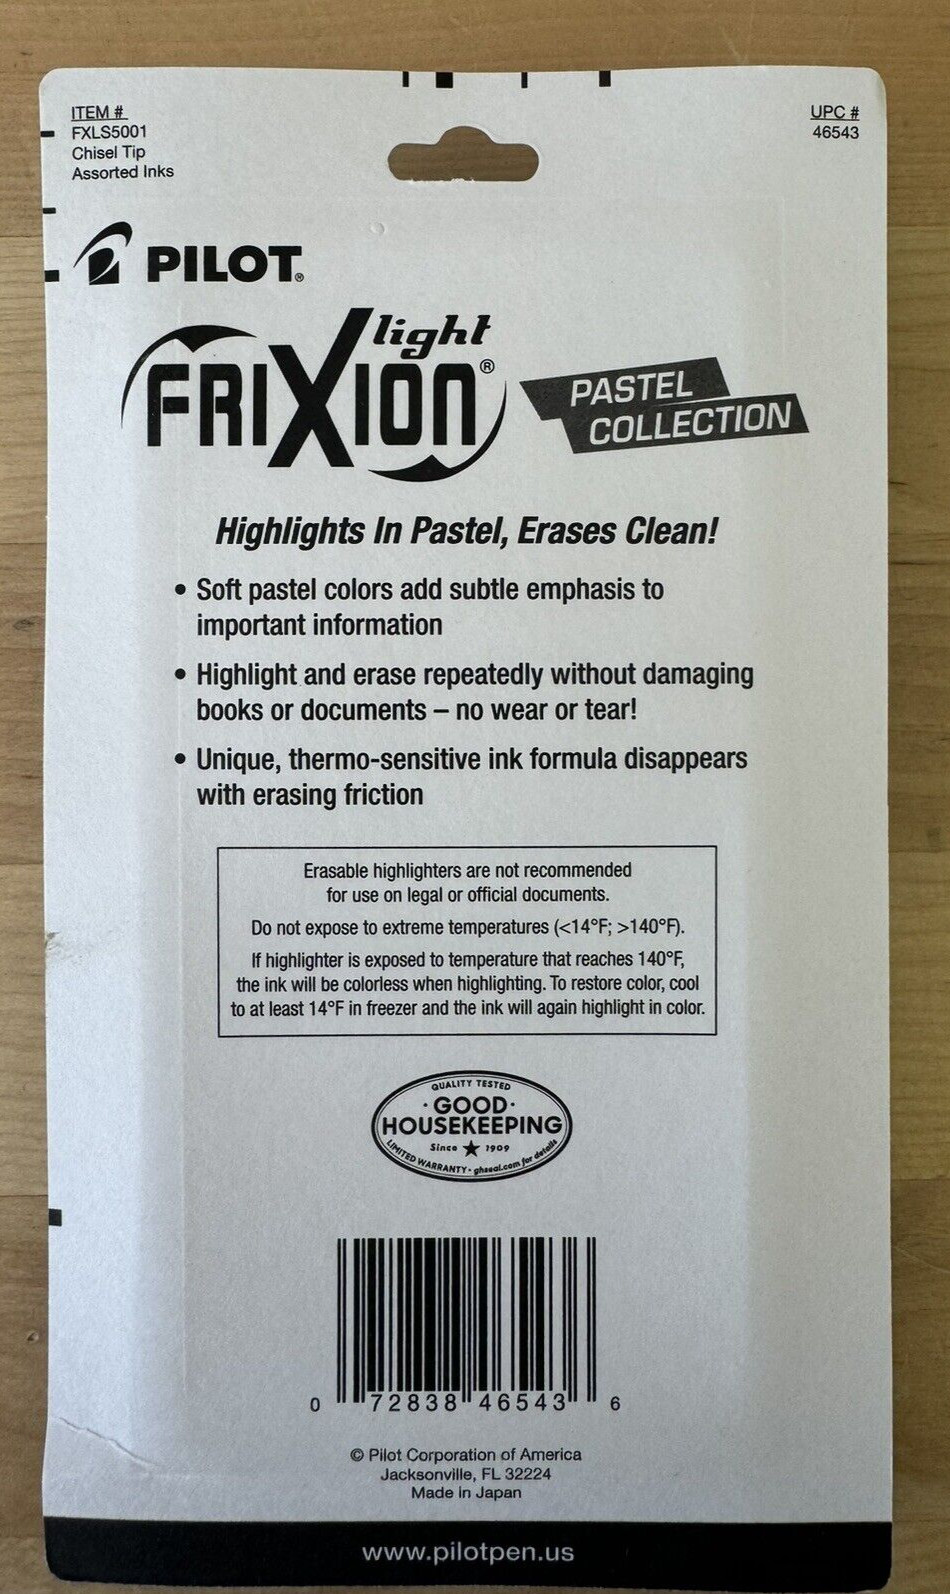 ITEM #
FXLS5001
Chisel Tip
Assorted Inks
UPC #
46543
PILOT®
light
FRIXION®
PASTEL
COLLECTION
Highlights In Pastel, Erases Clean!
• Soft pastel colors add subtle emphasis to
important information
• Highlight and erase repeatedly without damaging
books or documents – no wear or tear!
• Unique, thermo-sensitive ink formula disappears
with erasing friction
Erasable highlighters are not recommended
for use on legal or official documents.
Do not expose to extreme temperatures (<14°F; >140°F).
If highlighter is exposed to temperature that reaches 140°F,
the ink will be colorless when highlighting. To restore color, cool
to at least 14°F in freezer and the ink will again highlight in color.
QUALITY TESTED
• GOOD •
HOUSEKEEPING
Since ★ 1909
LIMITED WARRANTY • ghseal.com for details
0 72838 46543 6
© Pilot Corporation of America
Jacksonville, FL 32224
Made in Japan
www.pilotpen.us